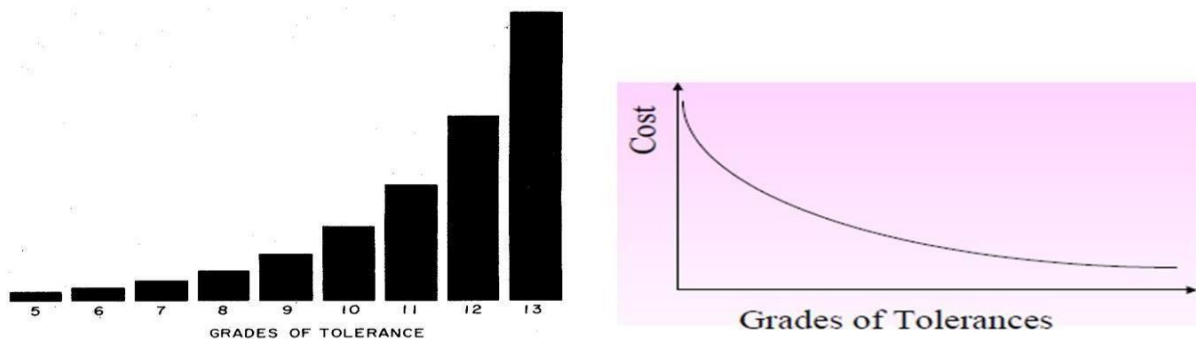 5 6 7 8 9 10 11 12 13
GRADES OF TOLERANCE
Cost
Grades of Tolerances